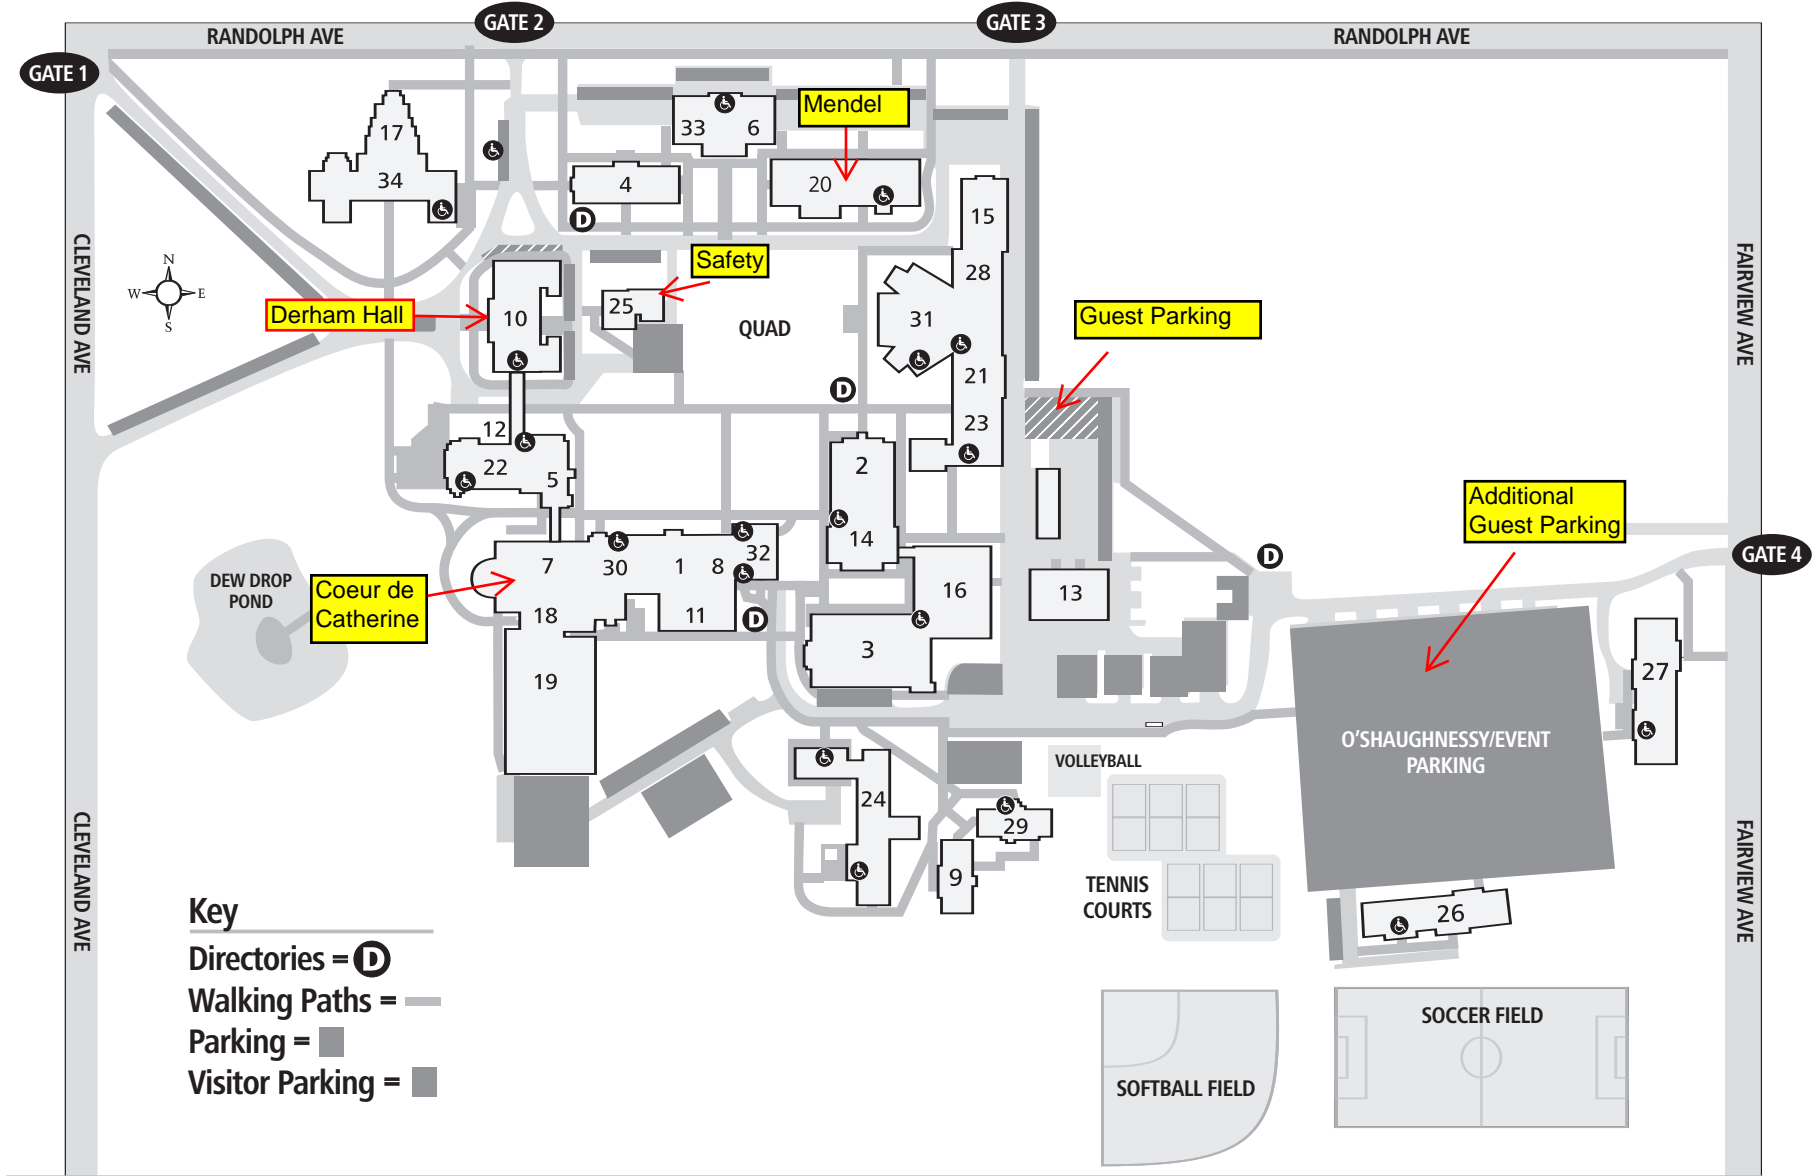 GATE 2
GATE 3
RANDOLPH AVE
RANDOLPH AVE
GATE 1
17
34
33
6
Mendel
4
20
D
15
CLEVELAND AVE
N
W
E
S
Derham Hall
10
Safety
25
QUAD
28
31
Guest Parking
FAIRVIEW AVE
D
21
23
12
22
5
2
14
Additional
Guest Parking
GATE 4
D
DEW DROP
POND
Coeur de
Catherine
7
30
1
8
32
18
11
D
16
13
3
19
27
O'SHAUGHNESSY/EVENT
PARKING
VOLLEYBALL
24
29
9
TENNIS
COURTS
26
CLEVELAND AVE
FAIRVIEW AVE
Key
Directories = D
Walking Paths =
Parking =
Visitor Parking =
SOFTBALL FIELD
SOCCER FIELD